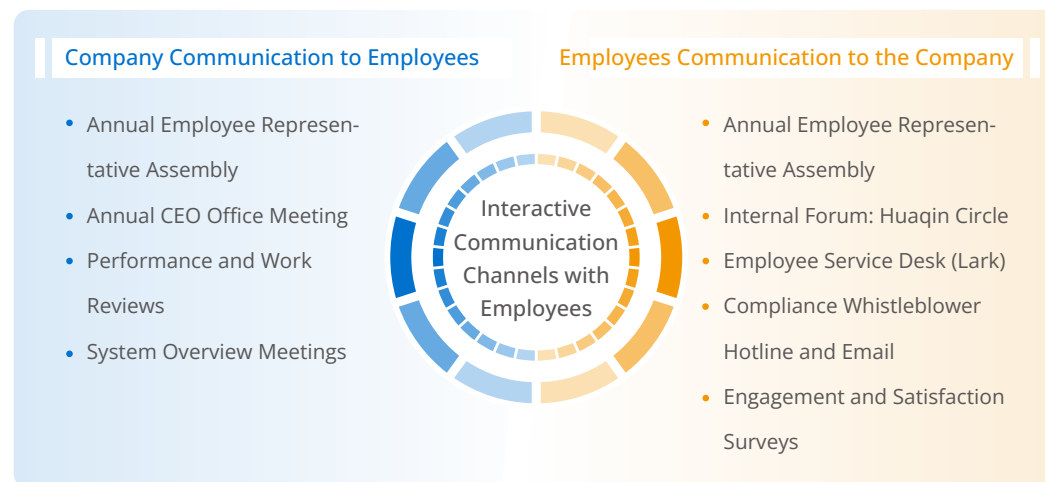 Company Communication to Employees
Annual Employee Represen-
tative Assembly
Annual CEO Office Meeting
Performance and Work
Reviews
System Overview Meetings
Interactive
Communication
Channels with
Employees
Employees Communication to the Company
Annual Employee Represen-
tative Assembly
Internal Forum: Huaqin Circle
Employee Service Desk (Lark)
Compliance Whistleblower
Hotline and Email
Engagement and Satisfaction
Surveys